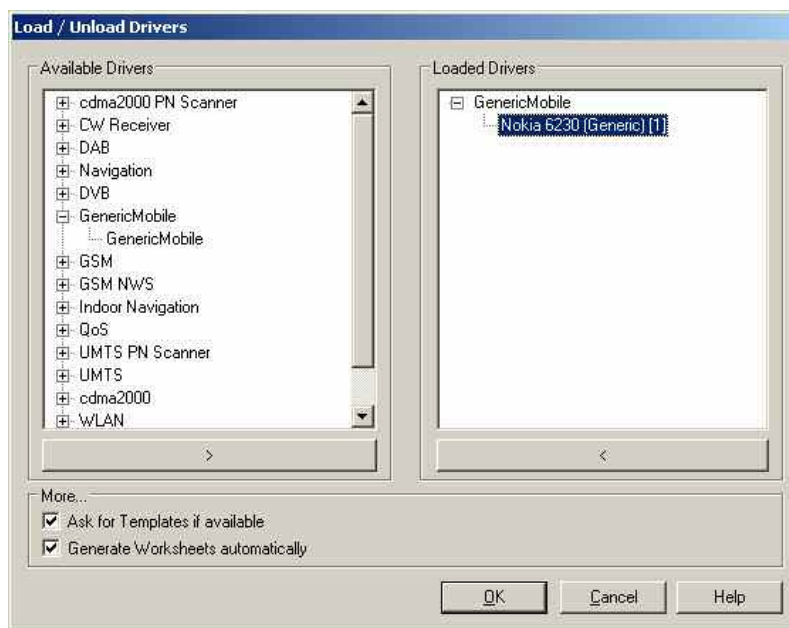 Load / Unload Drivers
Available Drivers
cdma2000 PN Scanner
CW Receiver
DAB
Navigation
DVB
GenericMobile
GenericMobile
GSM
GSM NWS
Indoor Navigation
QoS
UMTS PN Scanner
UMTS
cdma2000
WLAN
>
Loaded Drivers
GenericMobile
Nokia 6230 (Generic) [1]
<
More...
Ask for Templates if available
Generate Worksheets automatically
OK
Cancel
Help